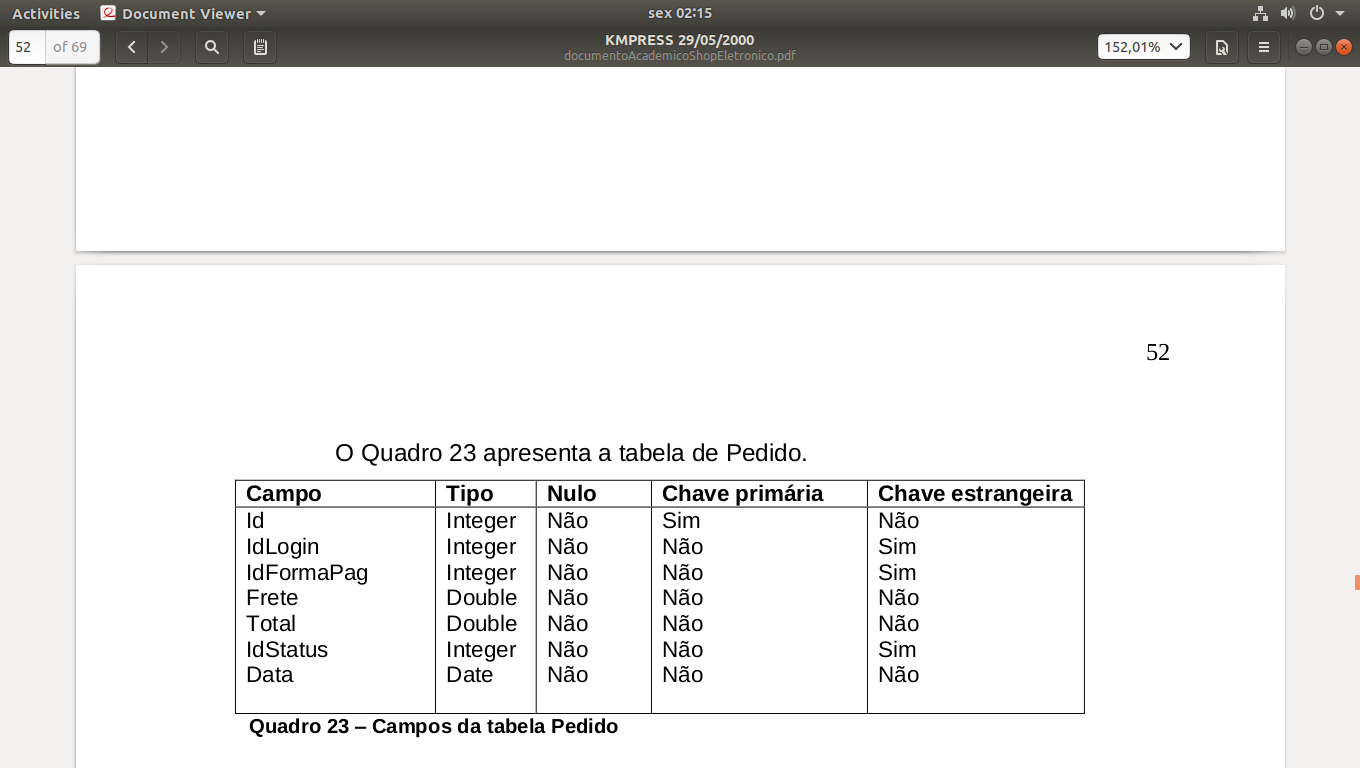 Activities Document Viewer sex 02:15
52 of 69 KMPRESS 29/05/2000 152,01%
documentoAcademicoShopEletronico.pdf
52
O Quadro 23 apresenta a tabela de Pedido.
Campo Tipo Nulo Chave primária Chave estrangeira
Id Integer Não Sim Não
IdLogin Integer Não Não Sim
IdFormaPag Integer Não Não Sim
Frete Double Não Não Não
Total Double Não Não Não
IdStatus Integer Não Não Sim
Data Date Não Não Não
Quadro 23 – Campos da tabela Pedido